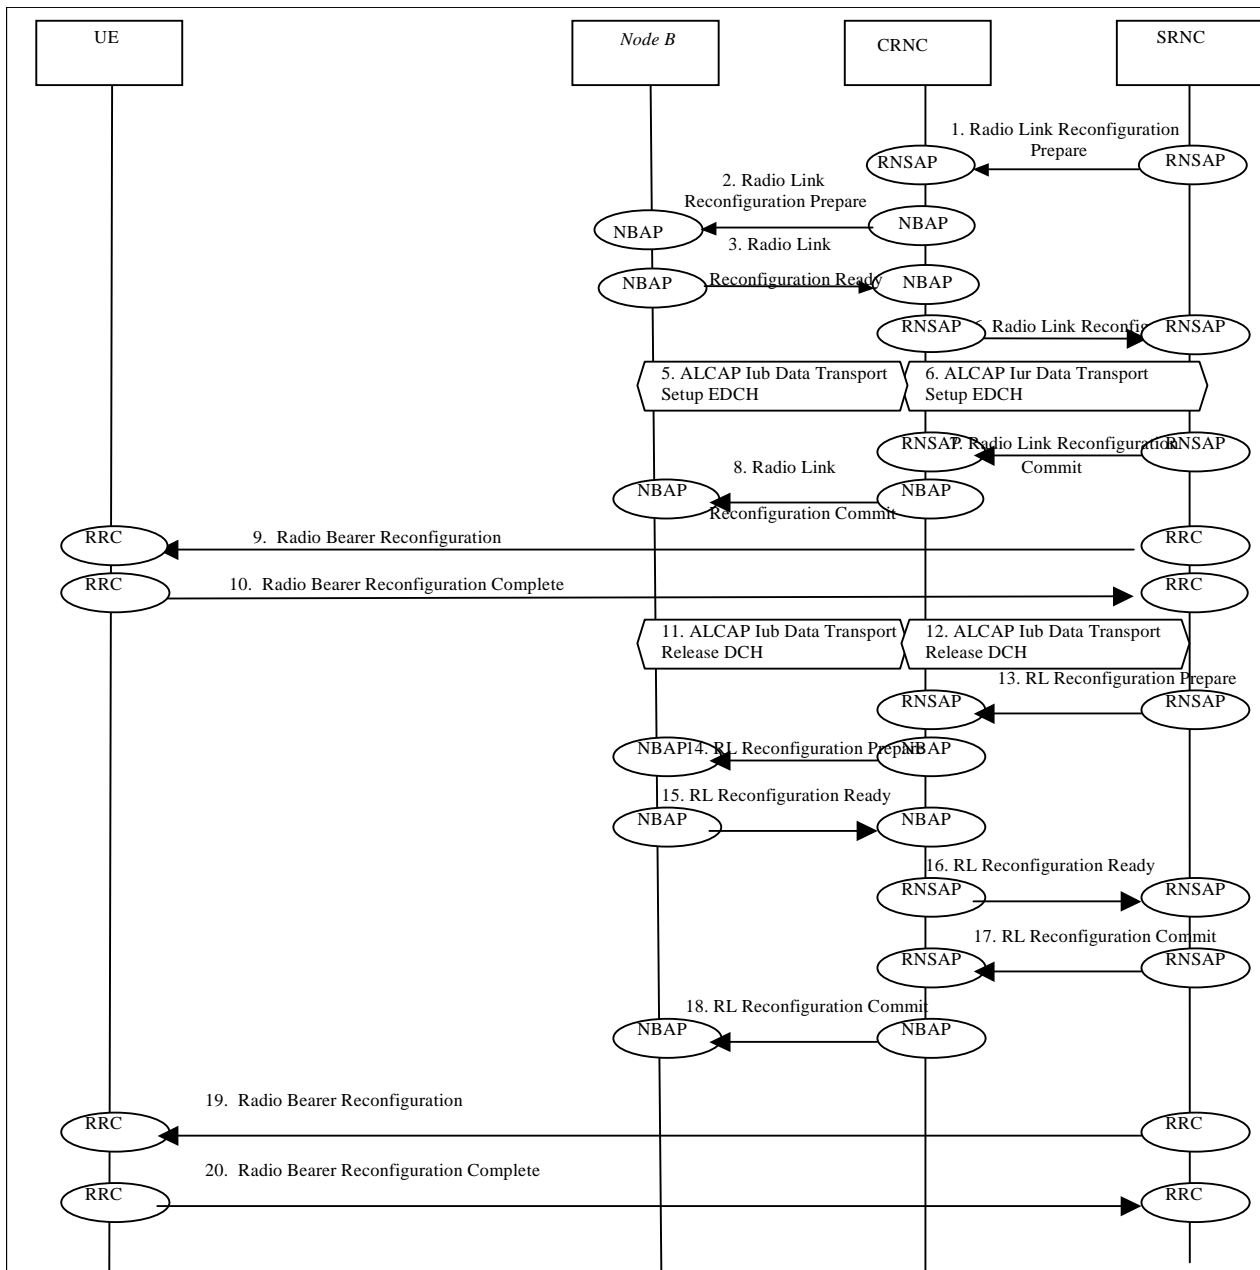 UE
Node B
CRNC
SRNC
1. Radio Link Reconfiguration
Prepare
RNSAP
RNSAP
2. Radio Link
Reconfiguration Prepare
NBAP
NBAP
3. Radio Link
Reconfiguration Ready
NBAP
NBAP
RNSAP
Radio Link Reconfig
RNSAP
5. ALCAP Iub Data Transport
Setup EDCH
6. ALCAP Iur Data Transport
Setup EDCH
RNSAP
7. Radio Link Reconfiguration
Commit
RNSAP
8. Radio Link
Reconfiguration Commit
NBAP
NBAP
RRC
9. Radio Bearer Reconfiguration
RRC
RRC
10. Radio Bearer Reconfiguration Complete
RRC
11. ALCAP Iub Data Transport
Release DCH
12. ALCAP Iub Data Transport
Release DCH
13. RL Reconfiguration Prepare
RNSAP
RNSAP
NBAP
14. RL Reconfiguration Prepare
NBAP
15. RL Reconfiguration Ready
NBAP
NBAP
16. RL Reconfiguration Ready
RNSAP
RNSAP
17. RL Reconfiguration Commit
RNSAP
RNSAP
18. RL Reconfiguration Commit
NBAP
NBAP
19. Radio Bearer Reconfiguration
RRC
RRC
20. Radio Bearer Reconfiguration Complete
RRC
RRC